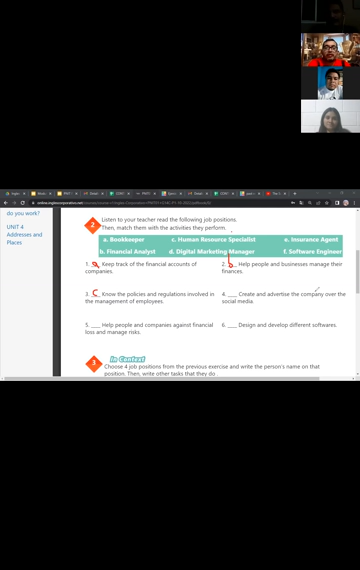 do you work?
UNIT 4
Addresses and
Places
2 Listen to your teacher read the following job positions.
Then, match them with the activities they perform.
a. Bookkeeper c. Human Resource Specialist e. Insurance Agent
b. Financial Analyst d. Digital Marketing Manager f. Software Engineer
1. a Keep track of the financial accounts of
companies.
2. b Help people and businesses manage their
finances.
3. c Know the policies and regulations involved in
the management of employees.
4. ___ Create and advertise the company over the
social media.
5. ___ Help people and companies against financial
loss and manage risks.
6. ___ Design and develop different softwares.
3 In Context
Choose 4 job positions from the previous exercise and write the person's name on that
position. Then, write other tasks that they do .